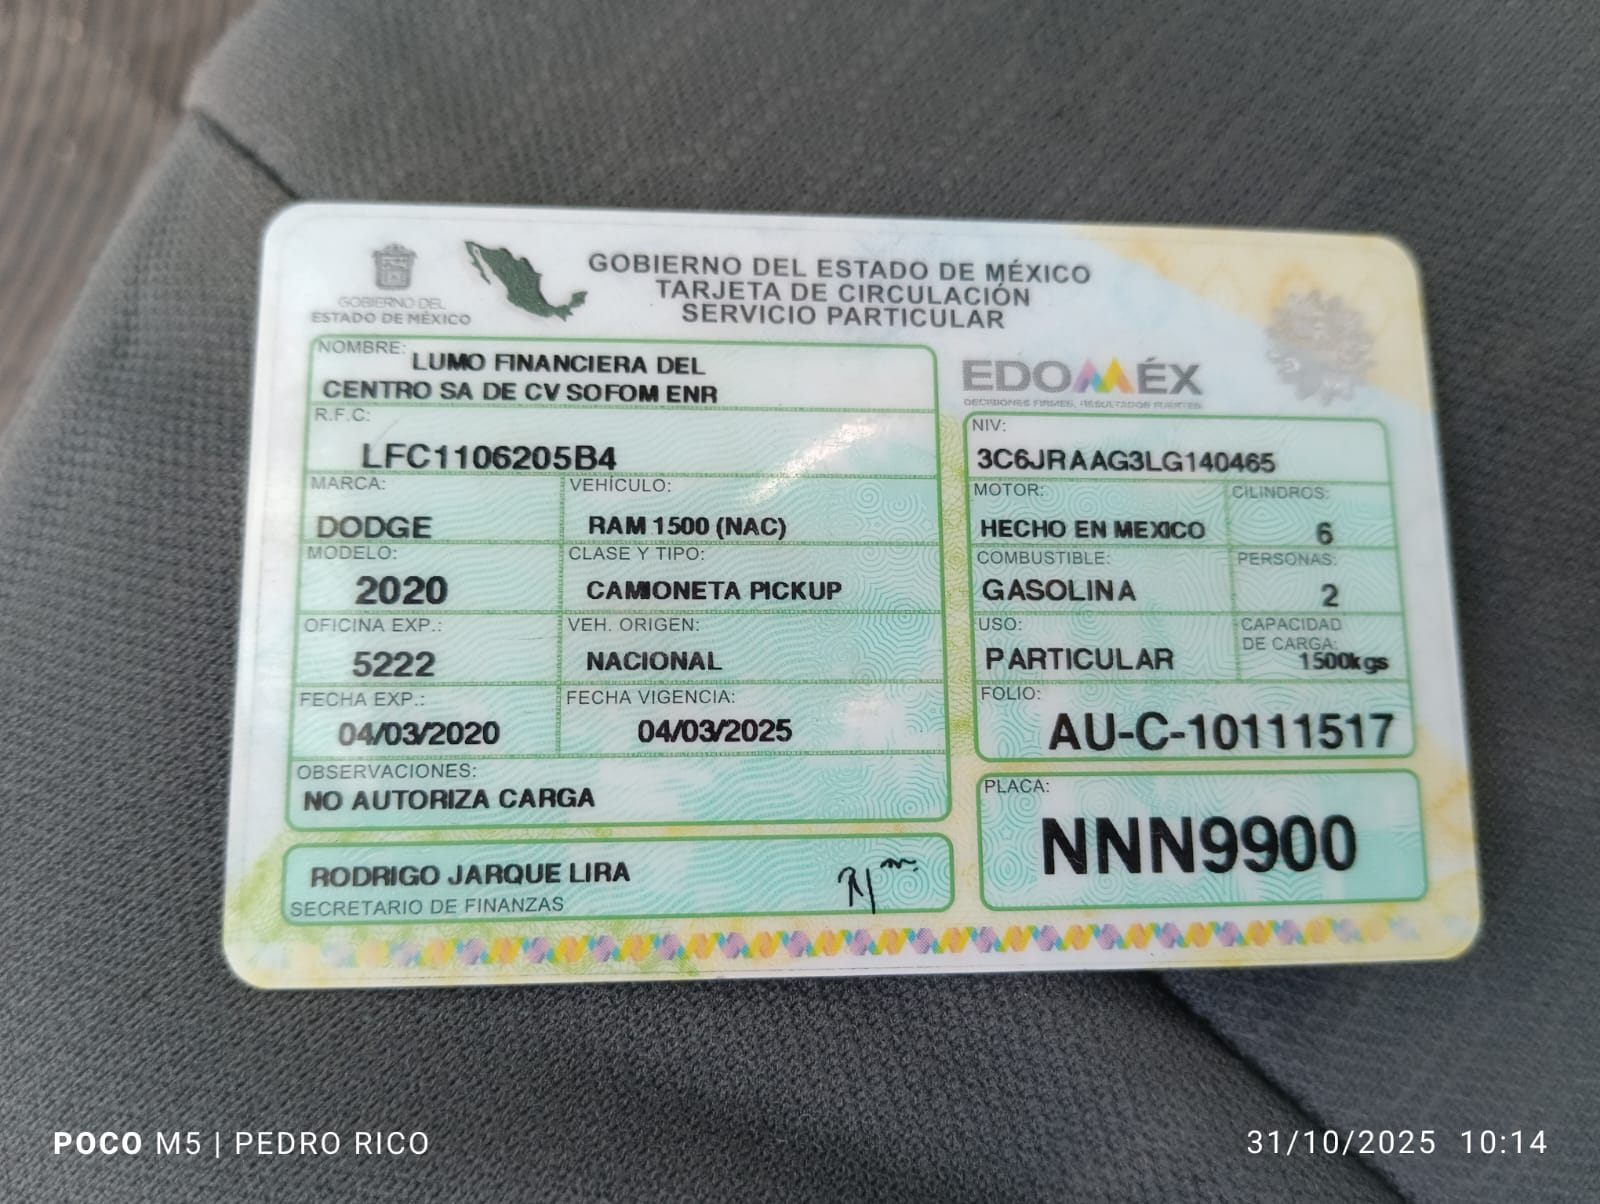 GOBIERNO DEL
ESTADO DE MÉXICO
GOBIERNO DEL ESTADO DE MÉXICO
TARJETA DE CIRCULACIÓN
SERVICIO PARTICULAR
NOMBRE:
LUMO FINANCIERA DEL
CENTRO SA DE CV SOFOM ENR
R.F.C:
LFC1106205B4
MARCA:
DODGE
VEHÍCULO:
RAM 1500 (NAC)
MODELO:
2020
CLASE Y TIPO:
CAMIONETA PICKUP
OFICINA EXP.:
5222
VEH. ORIGEN:
NACIONAL
FECHA EXP.:
04/03/2020
FECHA VIGENCIA:
04/03/2025
OBSERVACIONES:
NO AUTORIZA CARGA
RODRIGO JARQUE LIRA
SECRETARIO DE FINANZAS
EDOMÉX
DECISIONES FIRMES, RESULTADOS FUERTES
NIV:
3C6JRAAG3LG140465
MOTOR:
HECHO EN MEXICO
CILINDROS:
6
COMBUSTIBLE:
GASOLINA
PERSONAS:
2
USO:
PARTICULAR
CAPACIDAD
DE CARGA:
1500kgs
FOLIO:
AU-C-10111517
PLACA:
NNN9900
POCO M5 | PEDRO RICO
31/10/2025 10:14